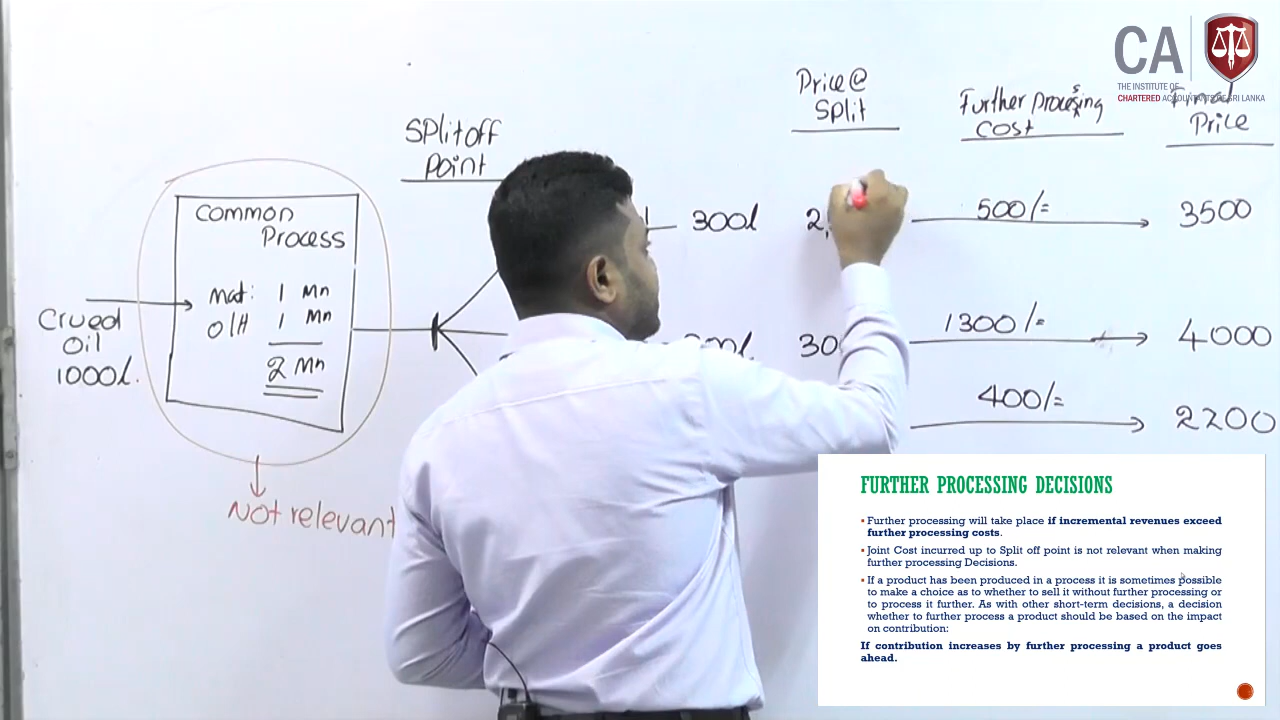 CA
THE INSTITUTE OF
CHARTERED ACCOUNTANTS OF SRI LANKA
Price@
Split
Further Processing
Cost
Final
Price
SPlitoff
Point
Common
Process
Mat: 1 Mn
O/H 1 Mn
2 Mn
Crued
Oil
1000l.
Not relevant
300l
500/=
3500
1300/=
4000
400/=
2200
FURTHER PROCESSING DECISIONS
▪ Further processing will take place if incremental revenues exceed
further processing costs.
▪ Joint Cost incurred up to Split off point is not relevant when making
further processing Decisions.
▪ If a product has been produced in a process it is sometimes possible
to make a choice as to whether to sell it without further processing or
to process it further. As with other short-term decisions, a decision
whether to further process a product should be based on the impact
on contribution:
If contribution increases by further processing a product goes
ahead.